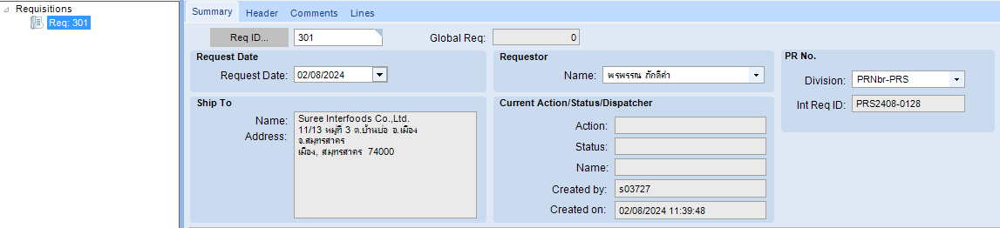 Requisitions
Req: 301
Summary Header Comments Lines
Req ID... 301 Global Req: 0
Request Date
Request Date: 02/08/2024
Requestor
Name: พรพรรณ ภักดีคำ
PR No.
Division: PRNbr-PRS
Int Req ID: PRS2408-0128
Ship To
Name: Suree Interfoods Co.,Ltd.
Address: 11/13 หมู่ที่ 3 ต.บ้านบ่อ อ.เมือง
จ.สมุทรสาคร
เมือง, สมุทรสาคร 74000
Current Action/Status/Dispatcher
Action:
Status:
Name:
Created by: s03727
Created on: 02/08/2024 11:39:48